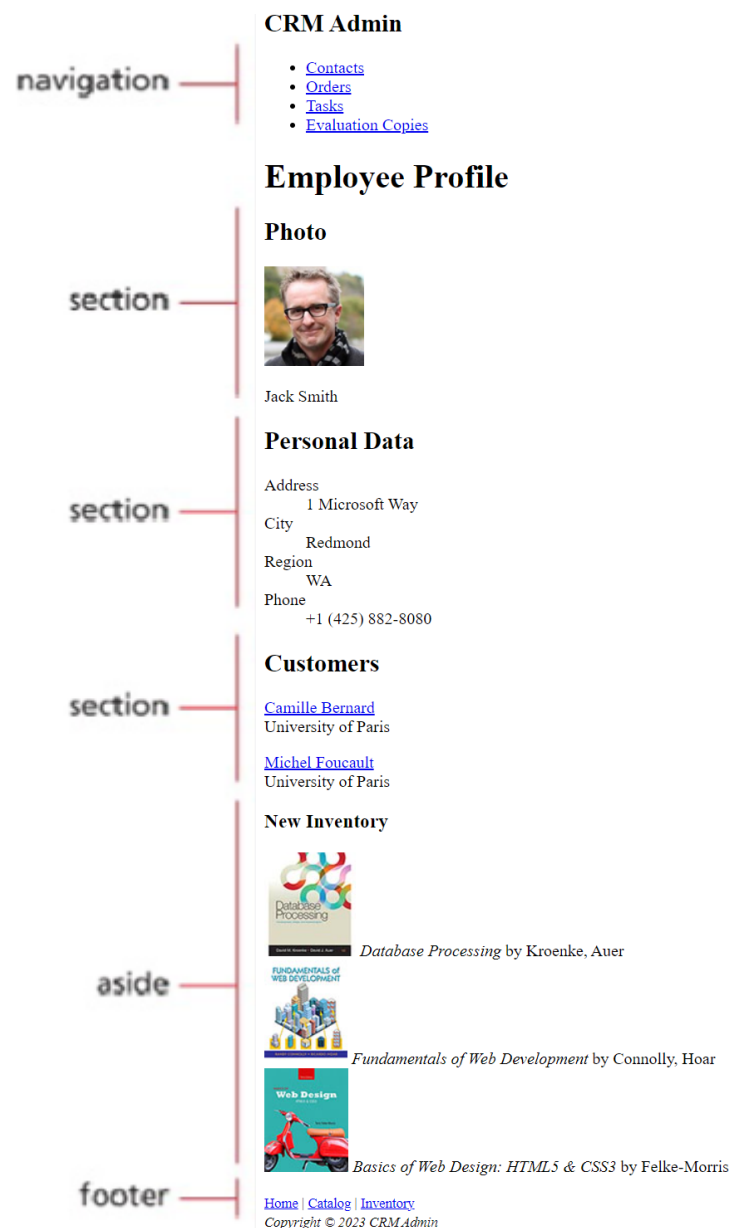 CRM Admin
navigation
Contacts
Orders
Tasks
Evaluation Copies
Employee Profile
Photo
section
Jack Smith
Personal Data
Address
section
1 Microsoft Way
City
Redmond
Region
WA
Phone
+1 (425) 882-8080
Customers
section
Camille Bernard
University of Paris
Michel Foucault
University of Paris
New Inventory
Database
Processing
David M. Kroenke · David J. Auer
Database Processing by Kroenke, Auer
aside
FUNDAMENTALS of
WEB DEVELOPMENT
Fundamentals of Web Development by Connolly, Hoar
Web Design
Basics of Web Design: HTML5 & CSS3 by Felke-Morris
footer
Home | Catalog | Inventory
Copyright © 2023 CRM Admin